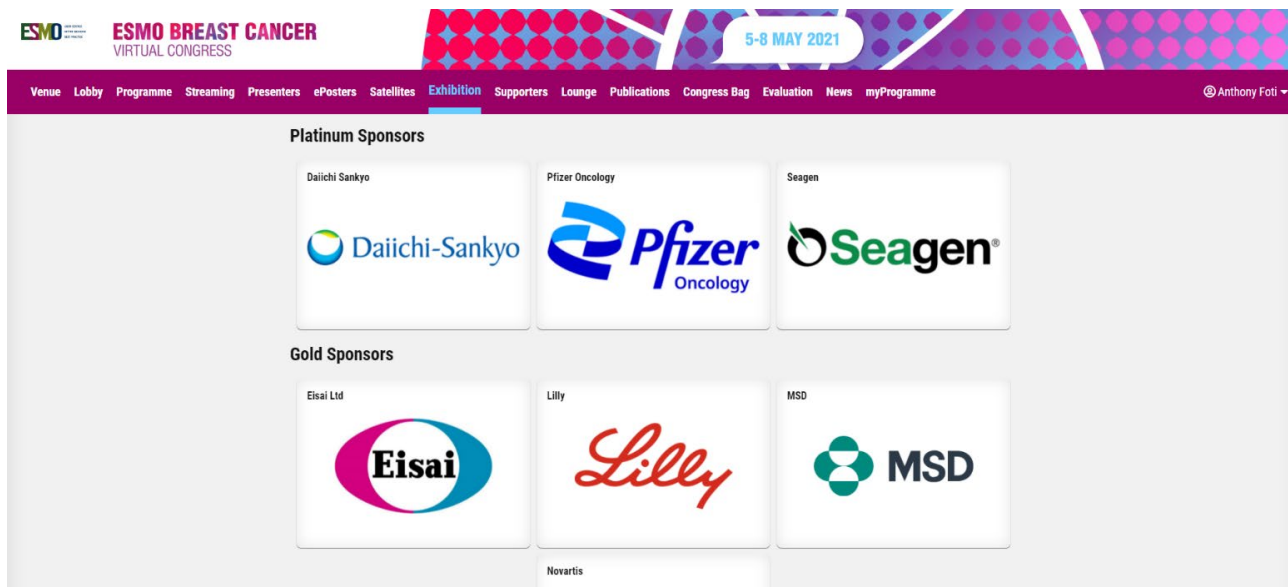 ESMO
ESMO BREAST CANCER
VIRTUAL CONGRESS
5-8 MAY 2021
Venue Lobby Programme Streaming Presenters ePosters Satellites Exhibition Supporters Lounge Publications Congress Bag Evaluation News myProgramme Anthony Foti
Platinum Sponsors
Daiichi Sankyo Pfizer Oncology Seagen
Daiichi-Sankyo Pfizer Oncology Seagen®
Gold Sponsors
Eisai Ltd Lilly MSD
Eisai Lilly MSD
Novartis